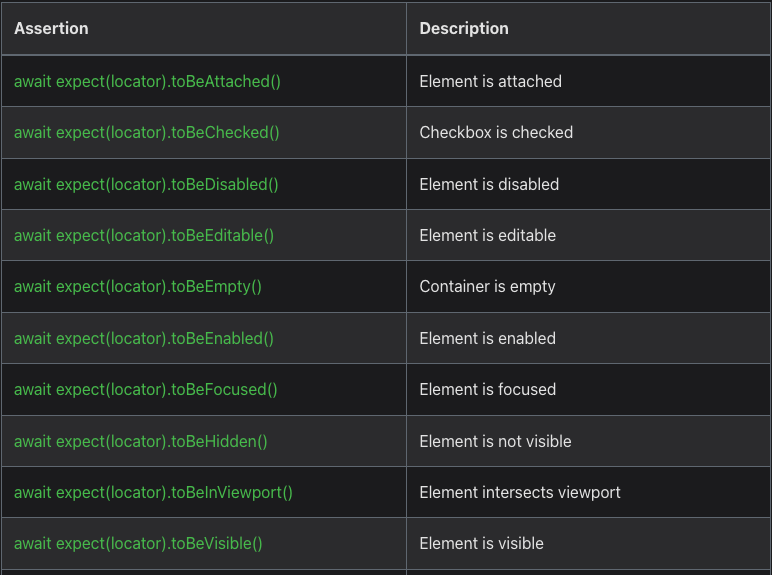 Assertion Description
await expect(locator).toBeAttached() Element is attached
await expect(locator).toBeChecked() Checkbox is checked
await expect(locator).toBeDisabled() Element is disabled
await expect(locator).toBeEditable() Element is editable
await expect(locator).toBeEmpty() Container is empty
await expect(locator).toBeEnabled() Element is enabled
await expect(locator).toBeFocused() Element is focused
await expect(locator).toBeHidden() Element is not visible
await expect(locator).toBeInViewport() Element intersects viewport
await expect(locator).toBeVisible() Element is visible